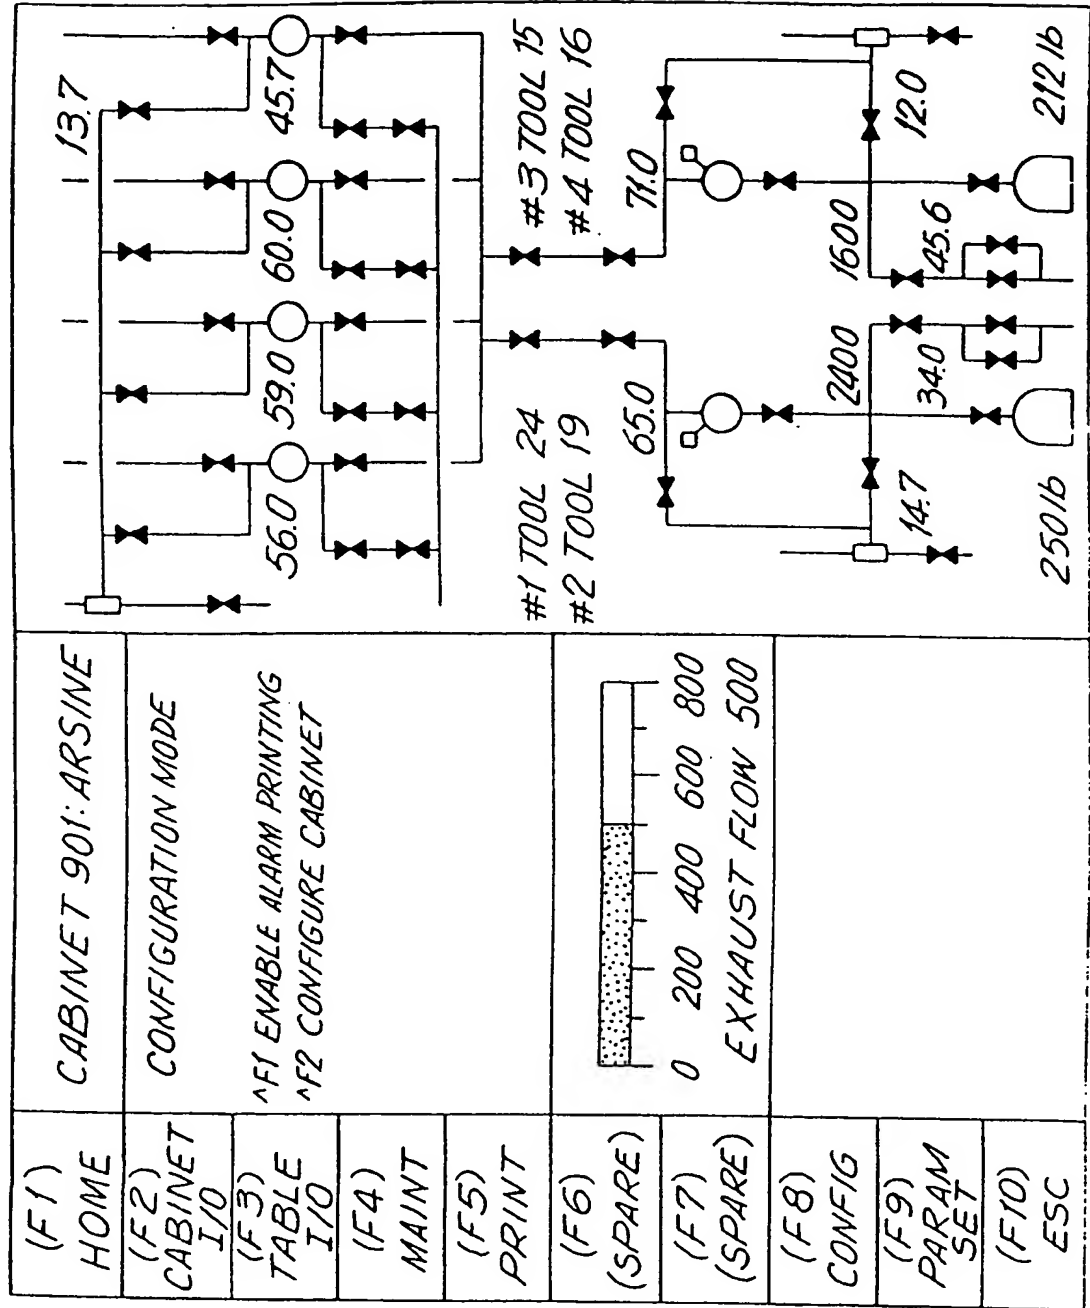 (F1)
HOME
(F2)
CABINET
I/O
(F3)
TABLE
I/O
(F4)
MAINT
(F5)
PRINT
(F6)
(SPARE)
(F7)
(SPARE)
(F8)
CONFIG
(F9)
PARAM
SET
(F10)
ESC
CABINET 901: ARSINE
CONFIGURATION MODE
^F1 ENABLE ALARM PRINTING
^F2 CONFIGURE CABINET
0 200 400 600 800
EXHAUST FLOW 500
13.7
56.0 59.0 60.0 45.7
#1 TOOL 24
#2 TOOL 19
#3 TOOL 15
#4 TOOL 16
65.0 71.0
2400 1600
14.7 34.0 45.6 12.0
250 lb 212 lb